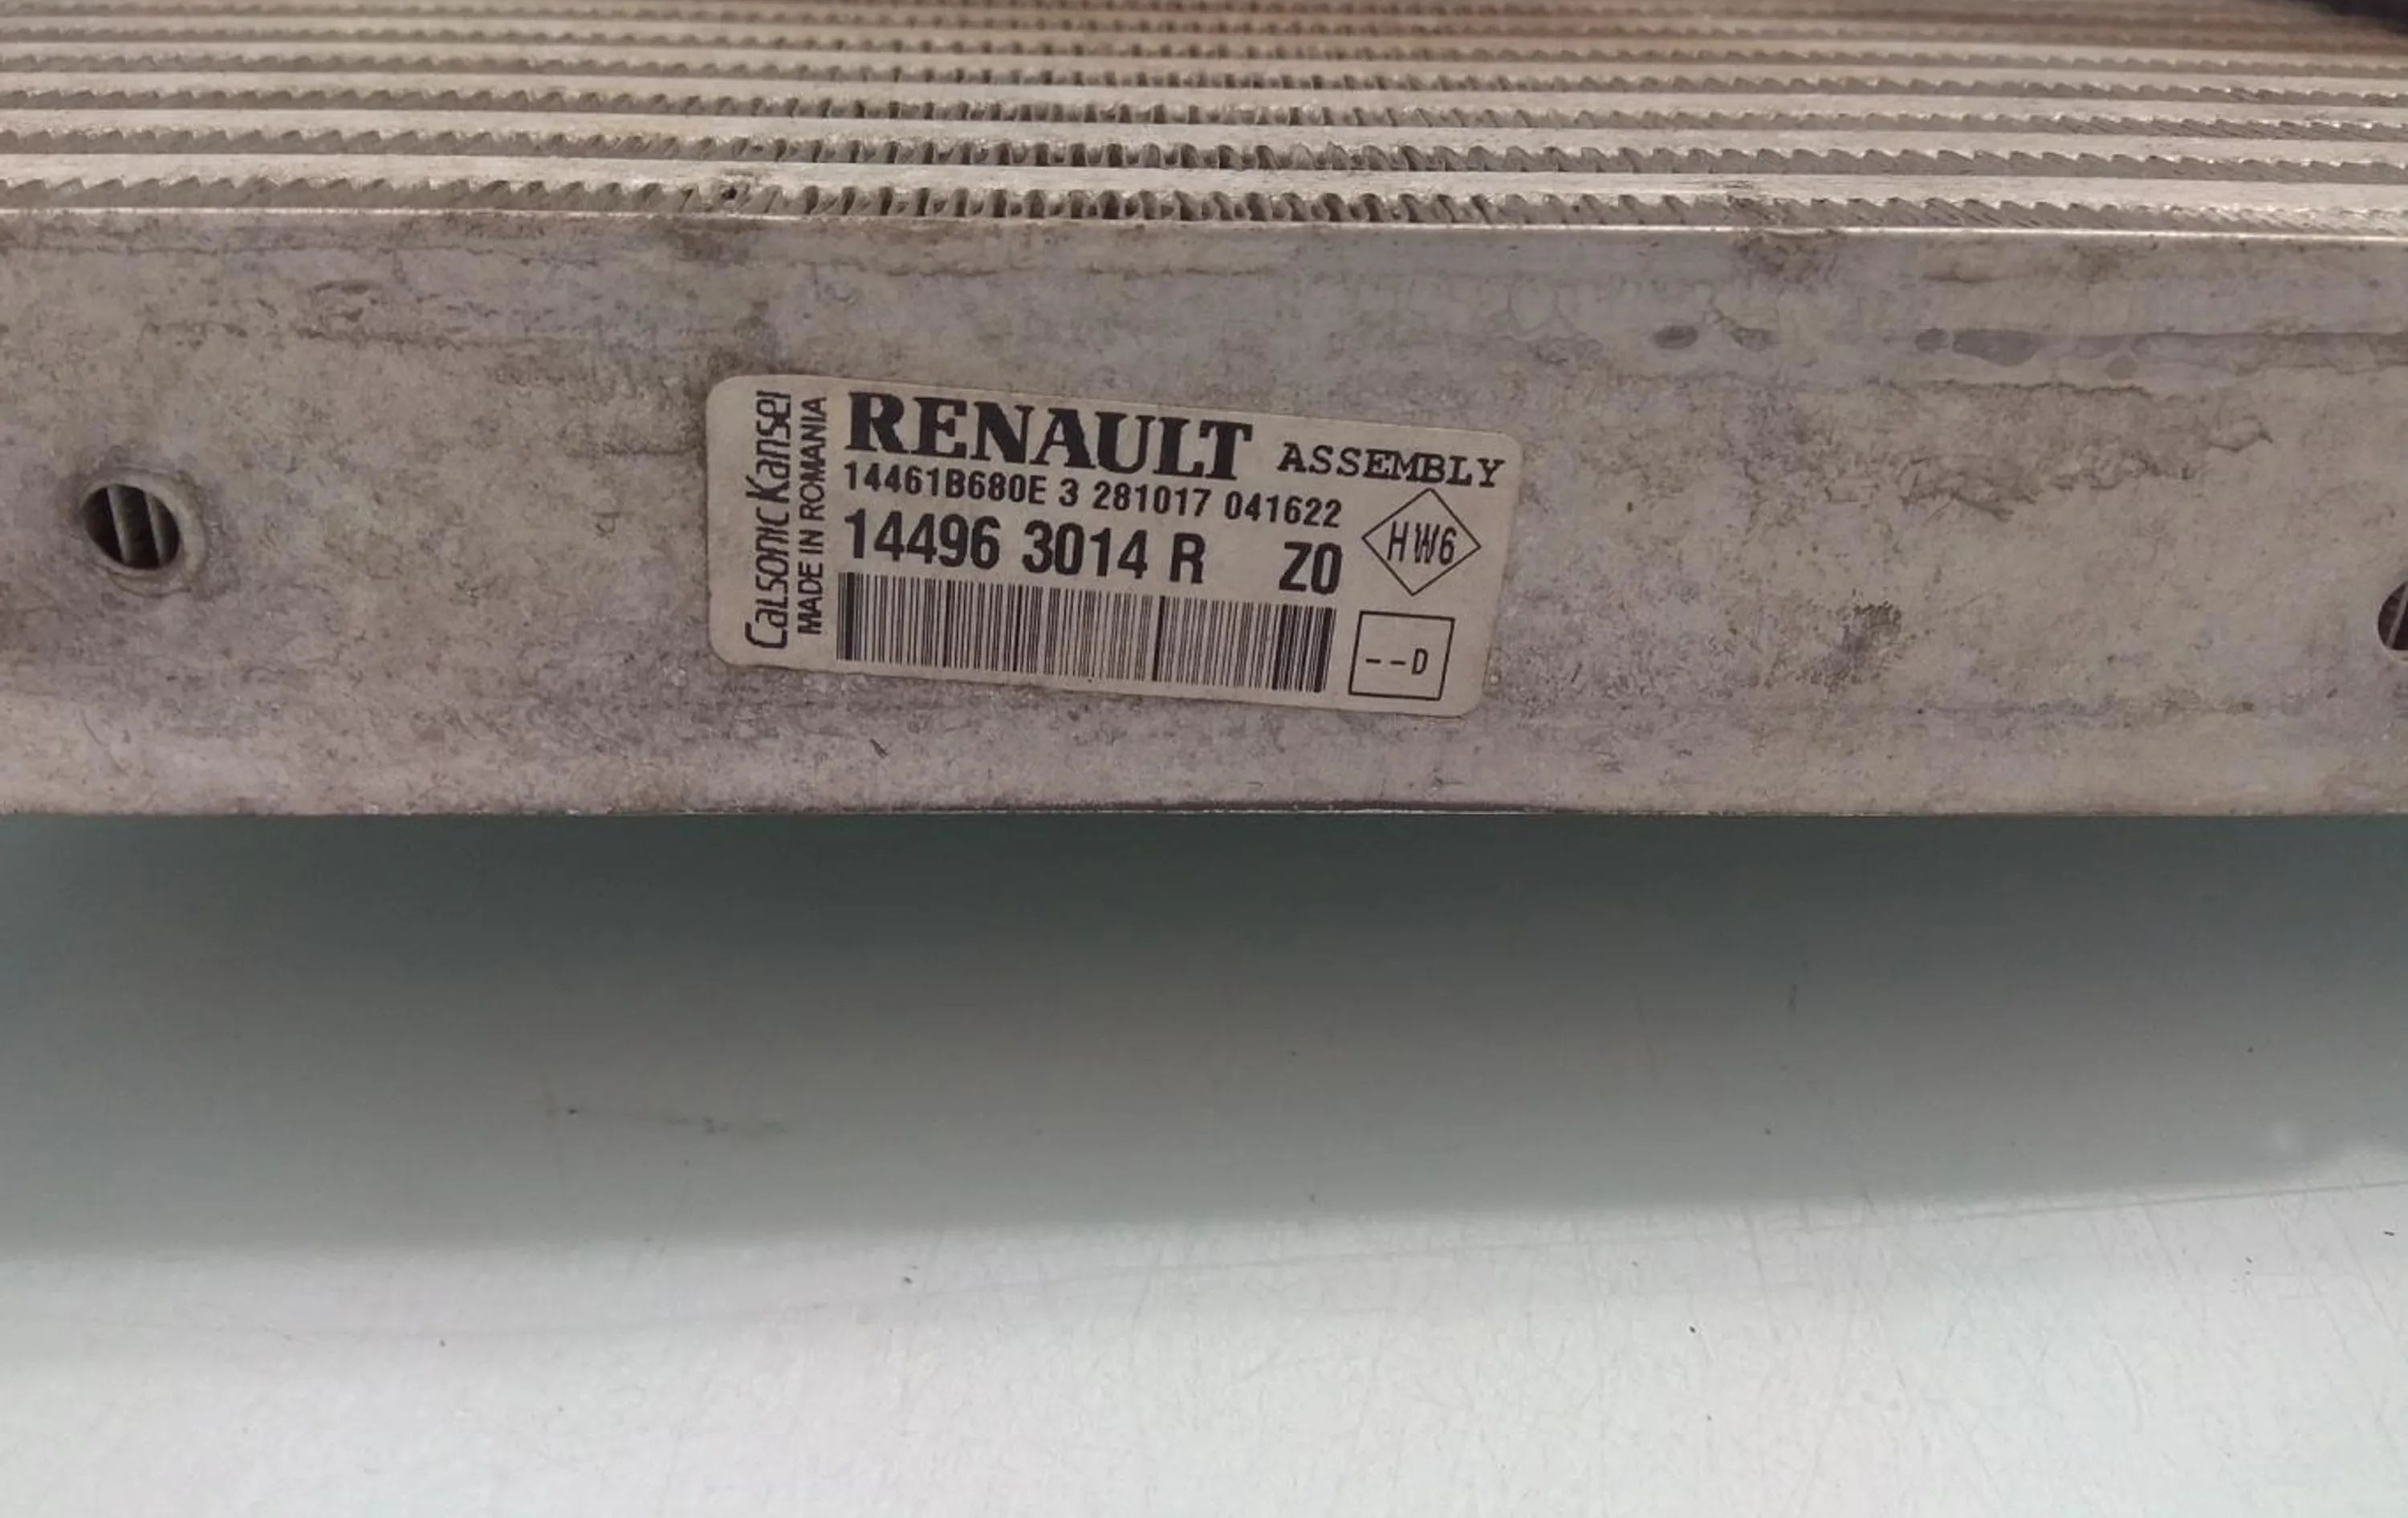 Calsonic Kansei
MADE IN ROMANIA
RENAULT ASSEMBLY
14461B680E 3 281017 041622
14496 3014 R Z0
HW6
--D